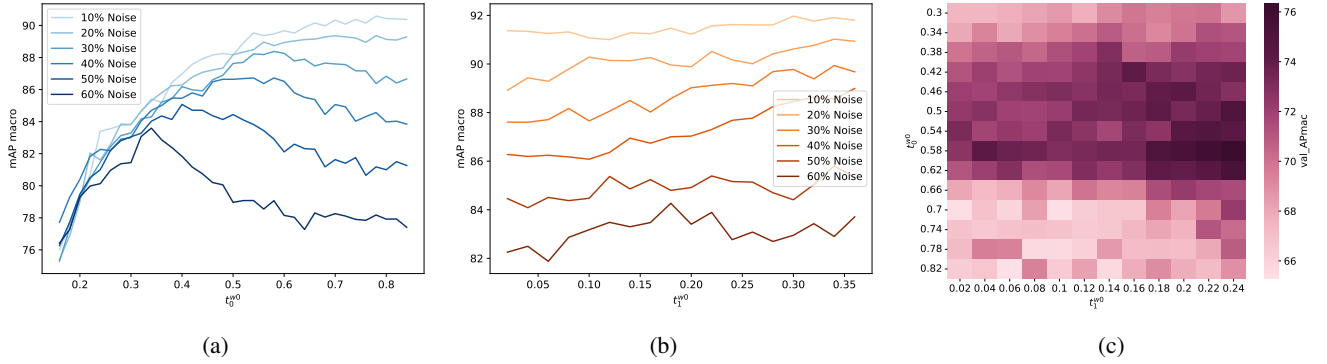 90
88
86
84
82
80
78
76
mAP macro
10% Noise
20% Noise
30% Noise
40% Noise
50% Noise
60% Noise
0.2 0.3 0.4 0.5 0.6 0.7 0.8
t_0^{w0}
(a)
92
90
88
86
84
82
mAP macro
10% Noise
20% Noise
30% Noise
40% Noise
50% Noise
60% Noise
0.05 0.10 0.15 0.20 0.25 0.30 0.35
t_1^{w0}
(b)
0.3
0.34
0.38
0.42
0.46
0.5
0.54
0.58
0.62
0.66
0.7
0.74
0.78
0.82
t_0^{w0}
0.02 0.04 0.06 0.08 0.1 0.12 0.14 0.16 0.18 0.2 0.22 0.24
t_1^{w0}
76
74
72
70
68
66
val_APmac
(c)